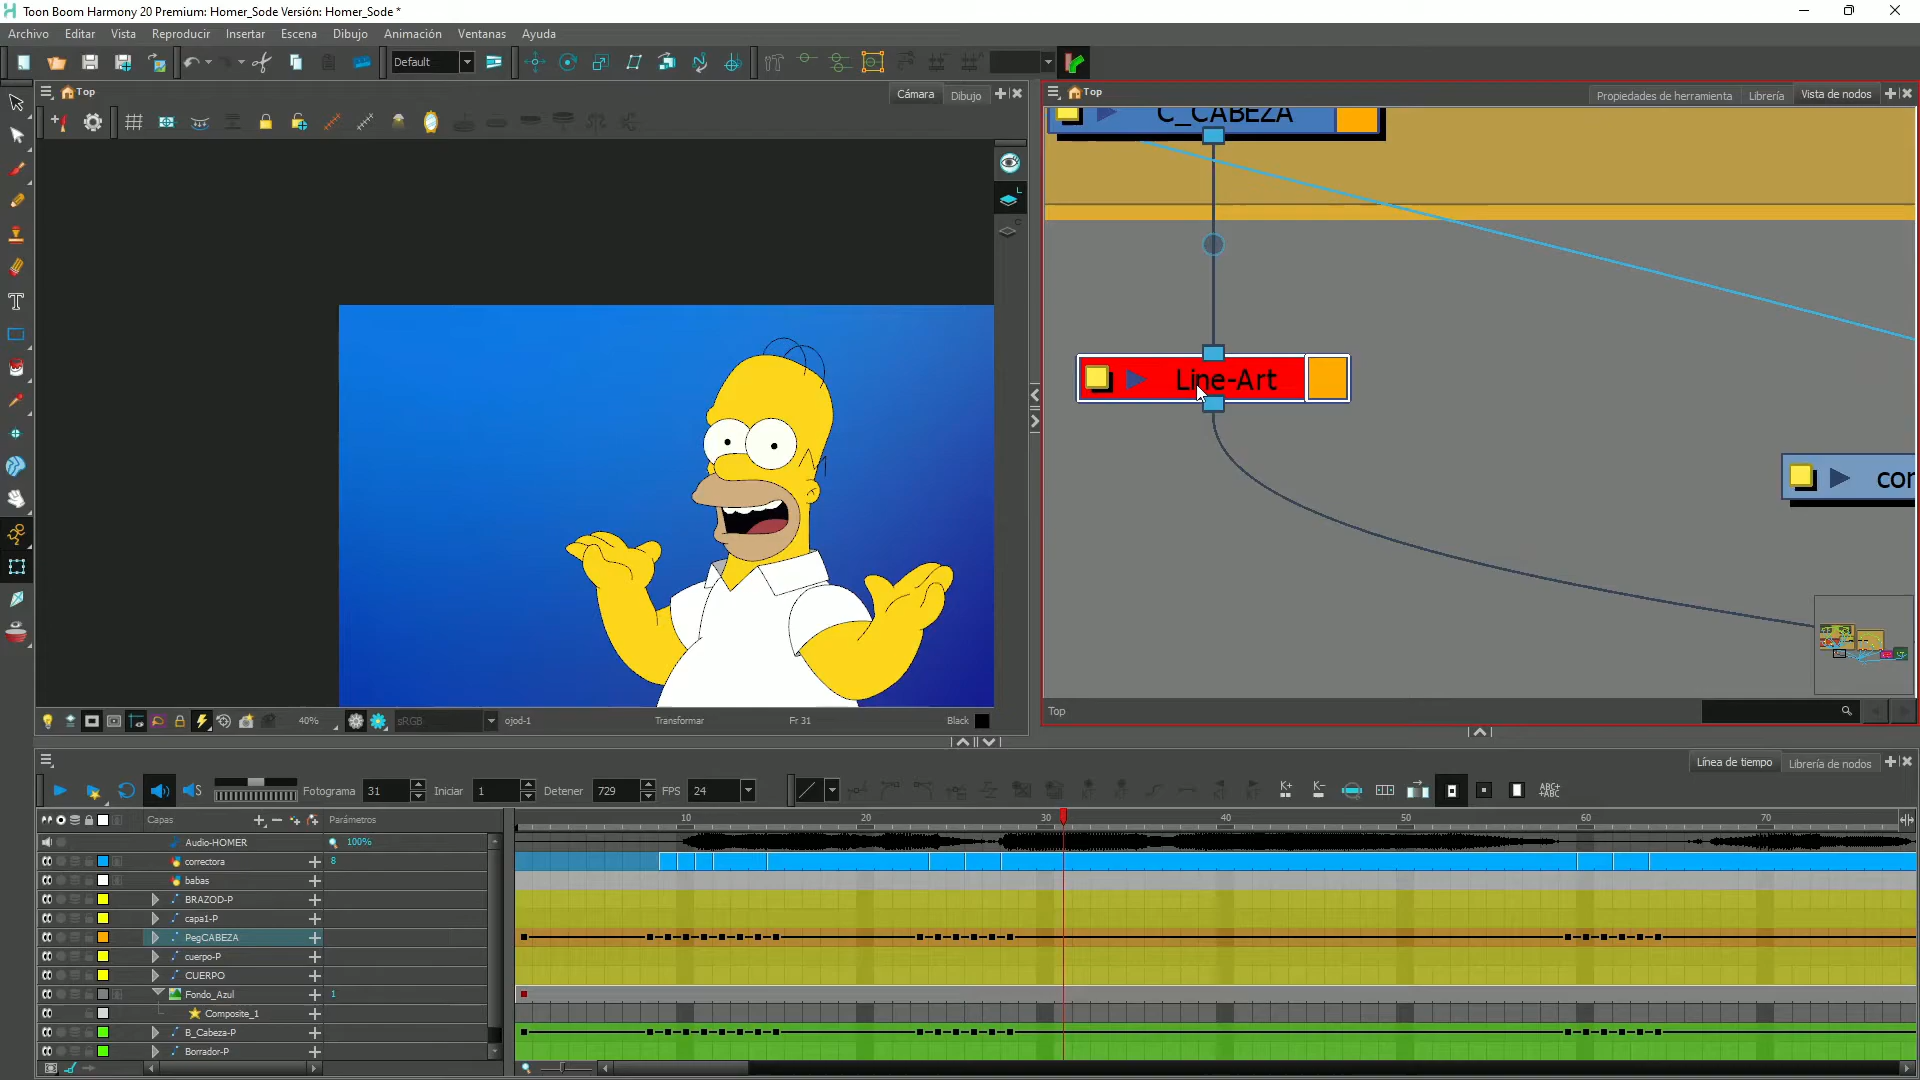 Toon Boom Harmony 20 Premium: Homer_Sode Versión: Homer_Sode *
Archivo Editar Vista Reproducir Insertar Escena Dibujo Animación Ventanas Ayuda
Default
Top
Cámara Dibujo
Top
Propiedades de herramienta Librería Vista de nodos
C_CABEZA
Line-Art
cor
40% sRGB ojod-1 Transformar Fr 31 Black
Top
Línea de tiempo Librería de nodos
Fotograma 31 Iniciar 1 Detener 729 FPS 24
Capas Parámetros
10 20 30 40 50 60 70
Audio-HOMER 100%
correctora 8
babas
BRAZOD-P
capa1-P
PegCABEZA
cuerpo-P
CUERPO
Fondo_Azul 1
Composite_1
B_Cabeza-P
Borrador-P